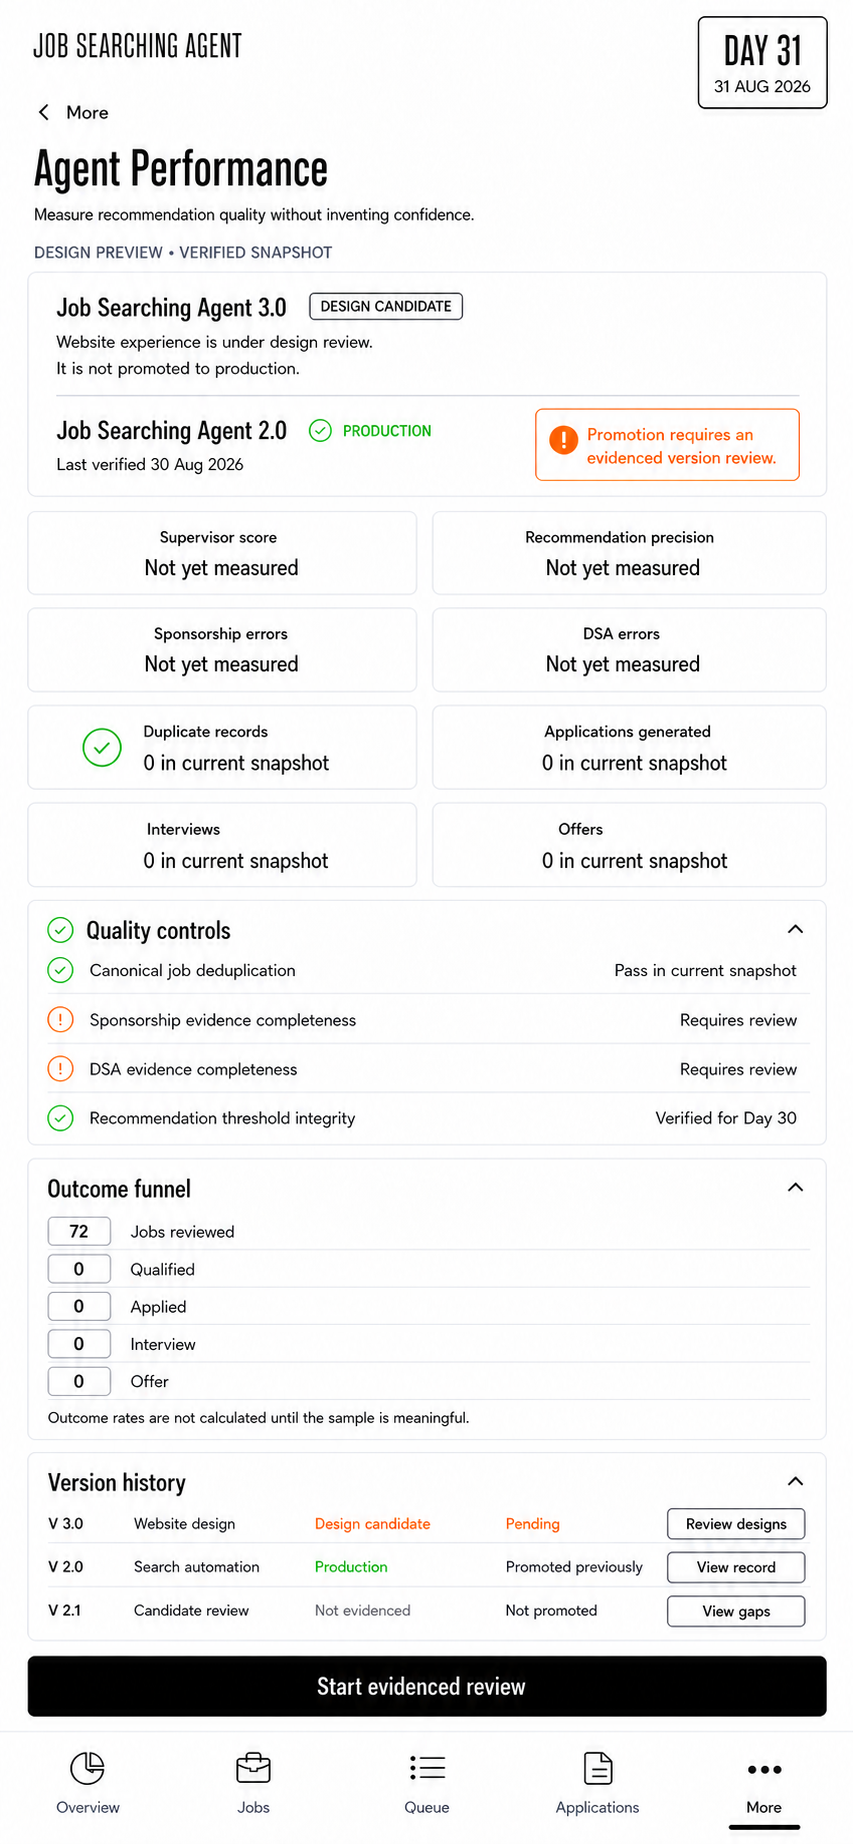 JOB SEARCHING AGENT
DAY 31
31 AUG 2026
More
Agent Performance
Measure recommendation quality without inventing confidence.
DESIGN PREVIEW • VERIFIED SNAPSHOT
Job Searching Agent 3.0
DESIGN CANDIDATE
Website experience is under design review.
It is not promoted to production.
Job Searching Agent 2.0
PRODUCTION
Last verified 30 Aug 2026
Promotion requires an
evidenced version review.
Supervisor score
Not yet measured
Recommendation precision
Not yet measured
Sponsorship errors
Not yet measured
DSA errors
Not yet measured
Duplicate records
0 in current snapshot
Applications generated
0 in current snapshot
Interviews
0 in current snapshot
Offers
0 in current snapshot
Quality controls
Canonical job deduplication Pass in current snapshot
Sponsorship evidence completeness Requires review
DSA evidence completeness Requires review
Recommendation threshold integrity Verified for Day 30
Outcome funnel
72 Jobs reviewed
0 Qualified
0 Applied
0 Interview
0 Offer
Outcome rates are not calculated until the sample is meaningful.
Version history
V 3.0 Website design Design candidate Pending Review designs
V 2.0 Search automation Production Promoted previously View record
V 2.1 Candidate review Not evidenced Not promoted View gaps
Start evidenced review
Overview Jobs Queue Applications More